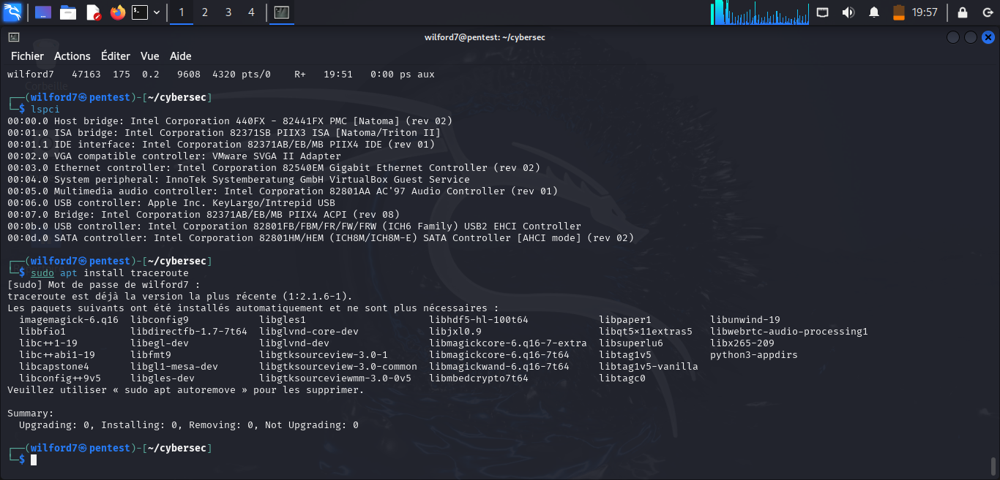 1 2 3 4 19:57
wilford7@pentest: ~/cybersec
Fichier Actions Éditer Vue Aide
wilford7 47163 175 0.2 9608 4320 pts/0 R+ 19:51 0:00 ps aux
Corbeille
┌──(wilford7㉿pentest)-[~/cybersec]
└─$ lspci
00:00.0 Host bridge: Intel Corporation 440FX - 82441FX PMC [Natoma] (rev 02)
00:01.0 ISA bridge: Intel Corporation 82371SB PIIX3 ISA [Natoma/Triton II]
00:01.1 IDE interface: Intel Corporation 82371AB/EB/MB PIIX4 IDE (rev 01)
00:02.0 VGA compatible controller: VMware SVGA II Adapter
00:03.0 Ethernet controller: Intel Corporation 82540EM Gigabit Ethernet Controller (rev 02)
00:04.0 System peripheral: InnoTek Systemberatung GmbH VirtualBox Guest Service
00:05.0 Multimedia audio controller: Intel Corporation 82801AA AC'97 Audio Controller (rev 01)
00:06.0 USB controller: Apple Inc. KeyLargo/Intrepid USB
00:07.0 Bridge: Intel Corporation 82371AB/EB/MB PIIX4 ACPI (rev 08)
00:0b.0 USB controller: Intel Corporation 82801FB/FBM/FR/FW/FRW (ICH6 Family) USB2 EHCI Controller
00:0d.0 SATA controller: Intel Corporation 82801HM/HEM (ICH8M/ICH8M-E) SATA Controller [AHCI mode] (rev 02)
┌──(wilford7㉿pentest)-[~/cybersec]
└─$ sudo apt install traceroute
[sudo] Mot de passe de wilford7 :
traceroute est déjà la version la plus récente (1:2.1.6-1).
Les paquets suivants ont été installés automatiquement et ne sont plus nécessaires :
imagemagick-6.q16 libconfig9 libgles1 libhdf5-hl-100t64 libpaper1 libunwind-19
libbfio1 libdirectfb-1.7-7t64 libglvnd-core-dev libjxl0.9 libqt5x11extras5 libwebrtc-audio-processing1
libc++1-19 libegl-dev libglvnd-dev libmagickcore-6.q16-7-extra libsuperlu6 libx265-209
libc++abi1-19 libfmt9 libgtksourceview-3.0-1 libmagickcore-6.q16-7t64 libtag1v5 python3-appdirs
libcapstone4 libgl1-mesa-dev libgtksourceview-3.0-common libmagickwand-6.q16-7t64 libtag1v5-vanilla
libconfig++9v5 libgles-dev libgtksourceviewmm-3.0-0v5 libmbedcrypto7t64 libtagc0
Veuillez utiliser « sudo apt autoremove » pour les supprimer.
Summary:
Upgrading: 0, Installing: 0, Removing: 0, Not Upgrading: 0
┌──(wilford7㉿pentest)-[~/cybersec]
└─$